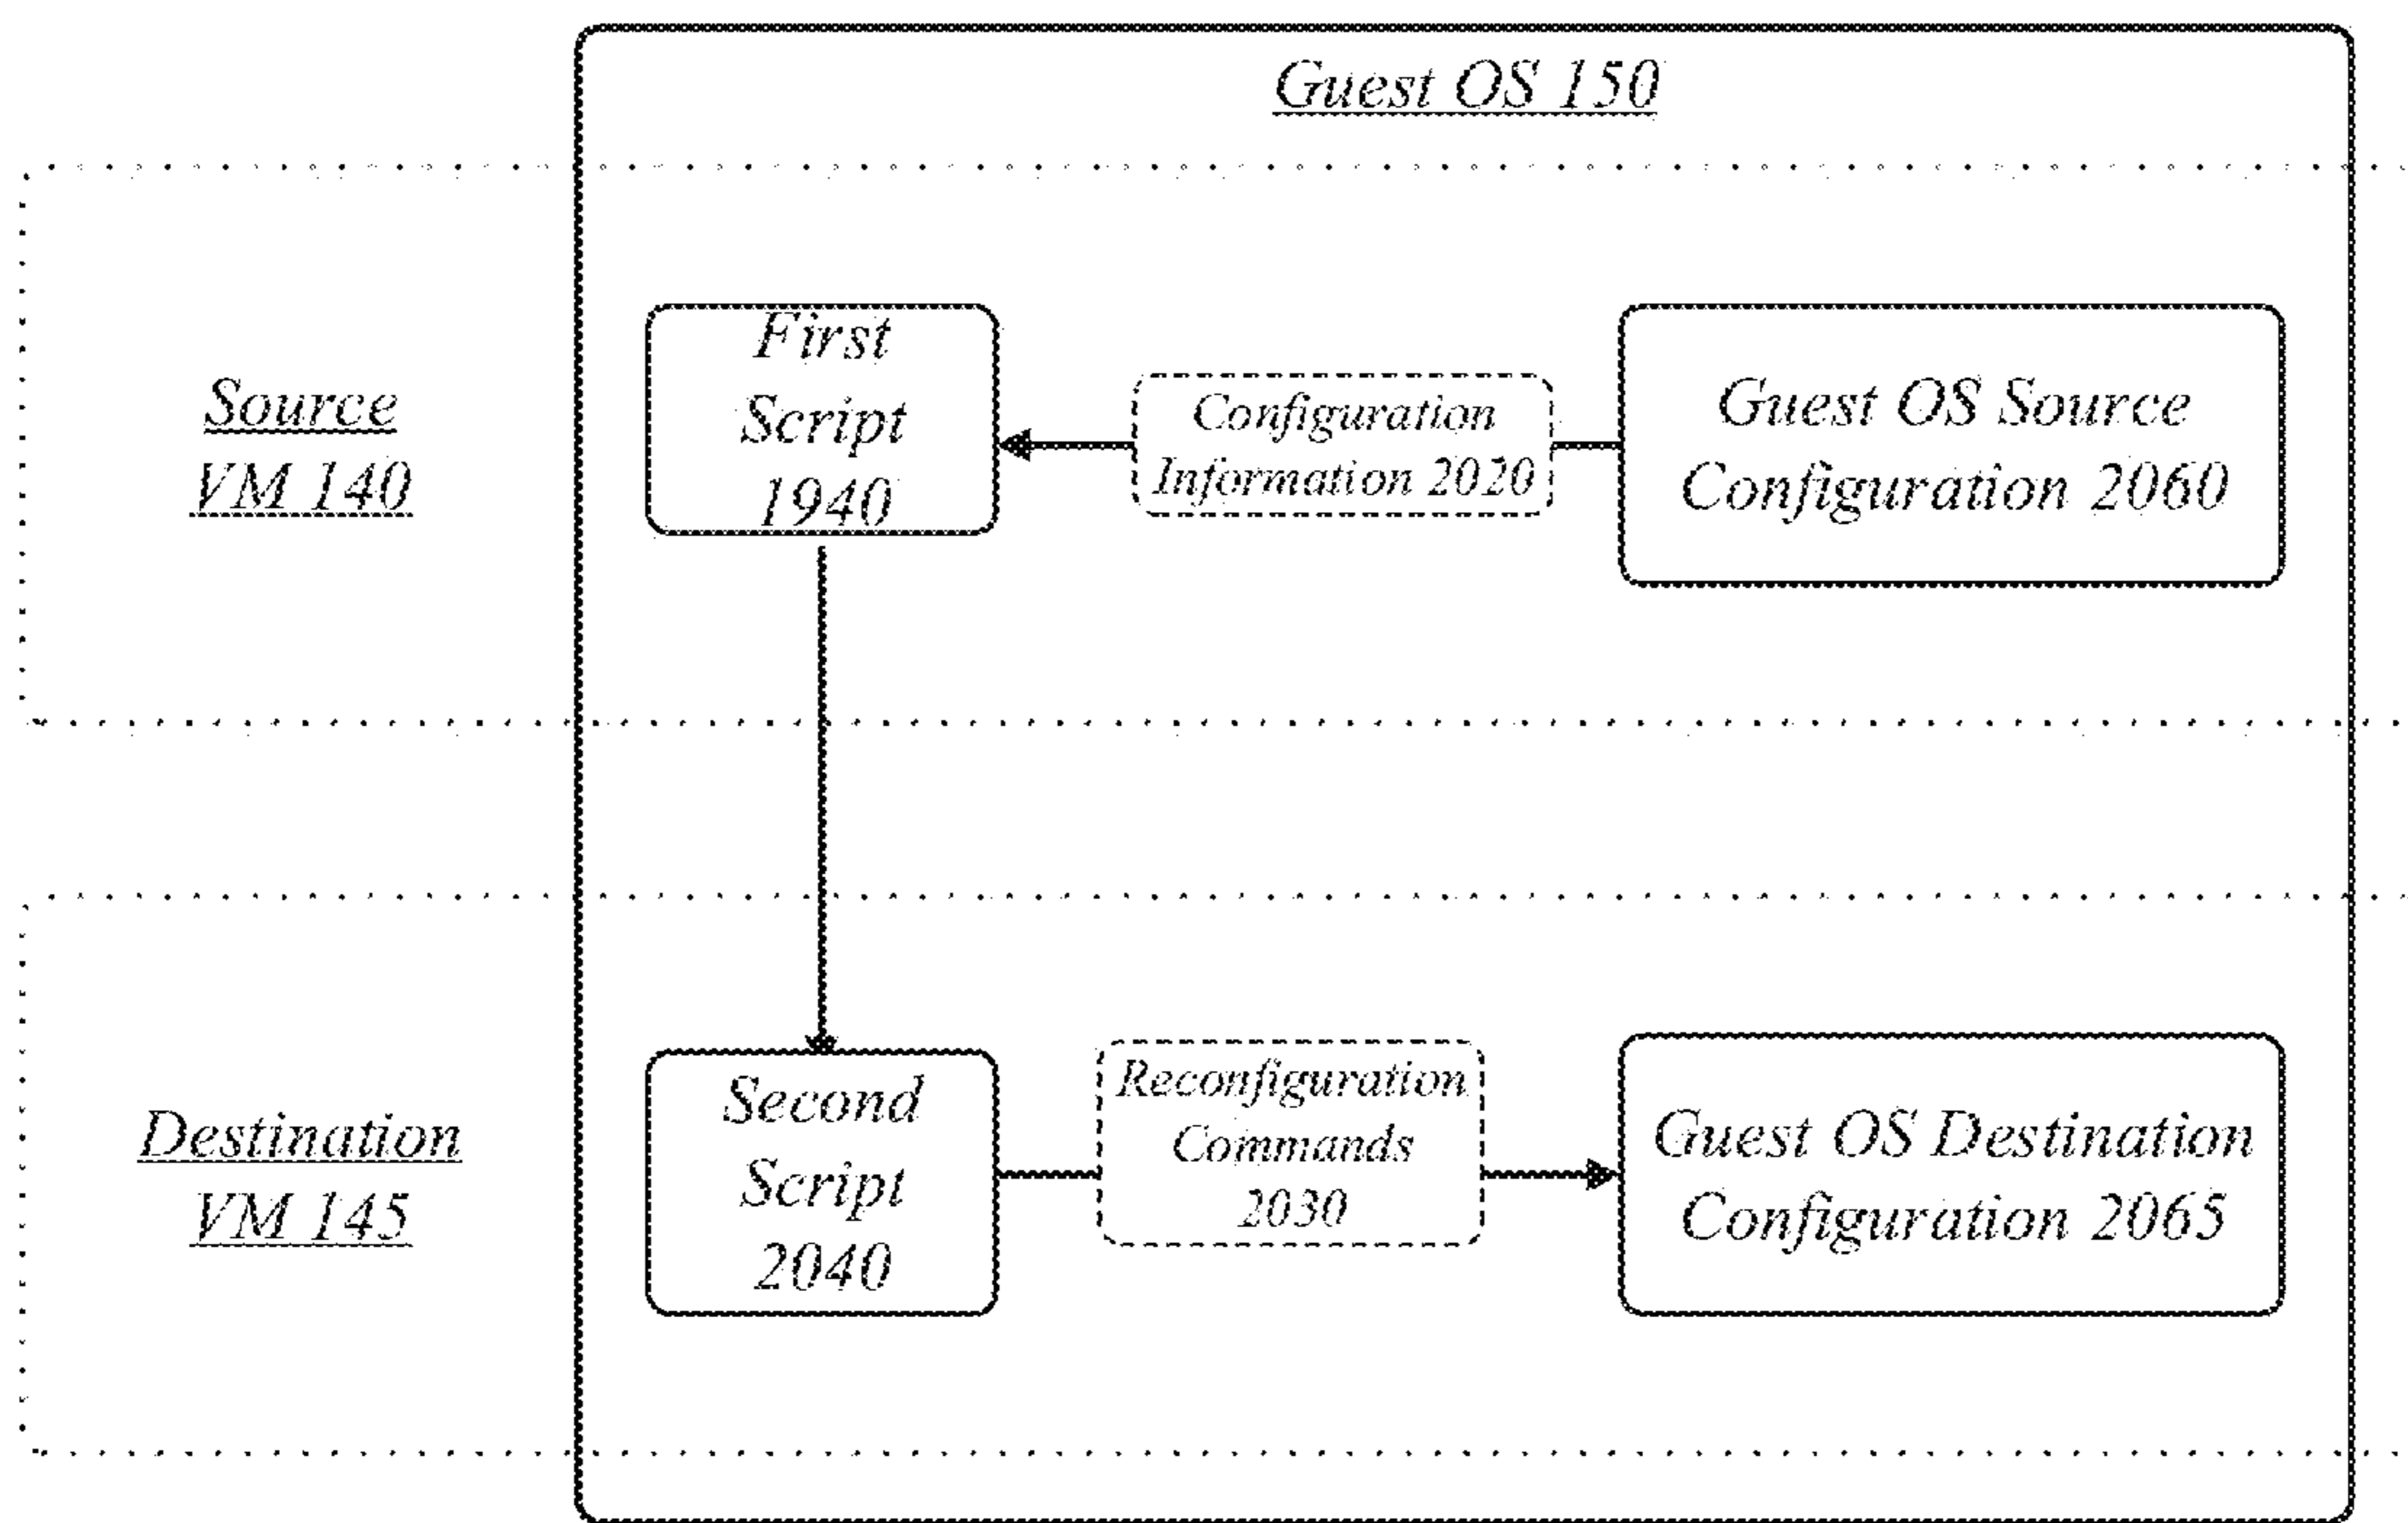 Guest OS 150
Source
VM 140
First
Script
1940
Configuration
Information 2020
Guest OS Source
Configuration 2060
Destination
VM 145
Second
Script
2040
Reconfiguration
Commands
2030
Guest OS Destination
Configuration 2065